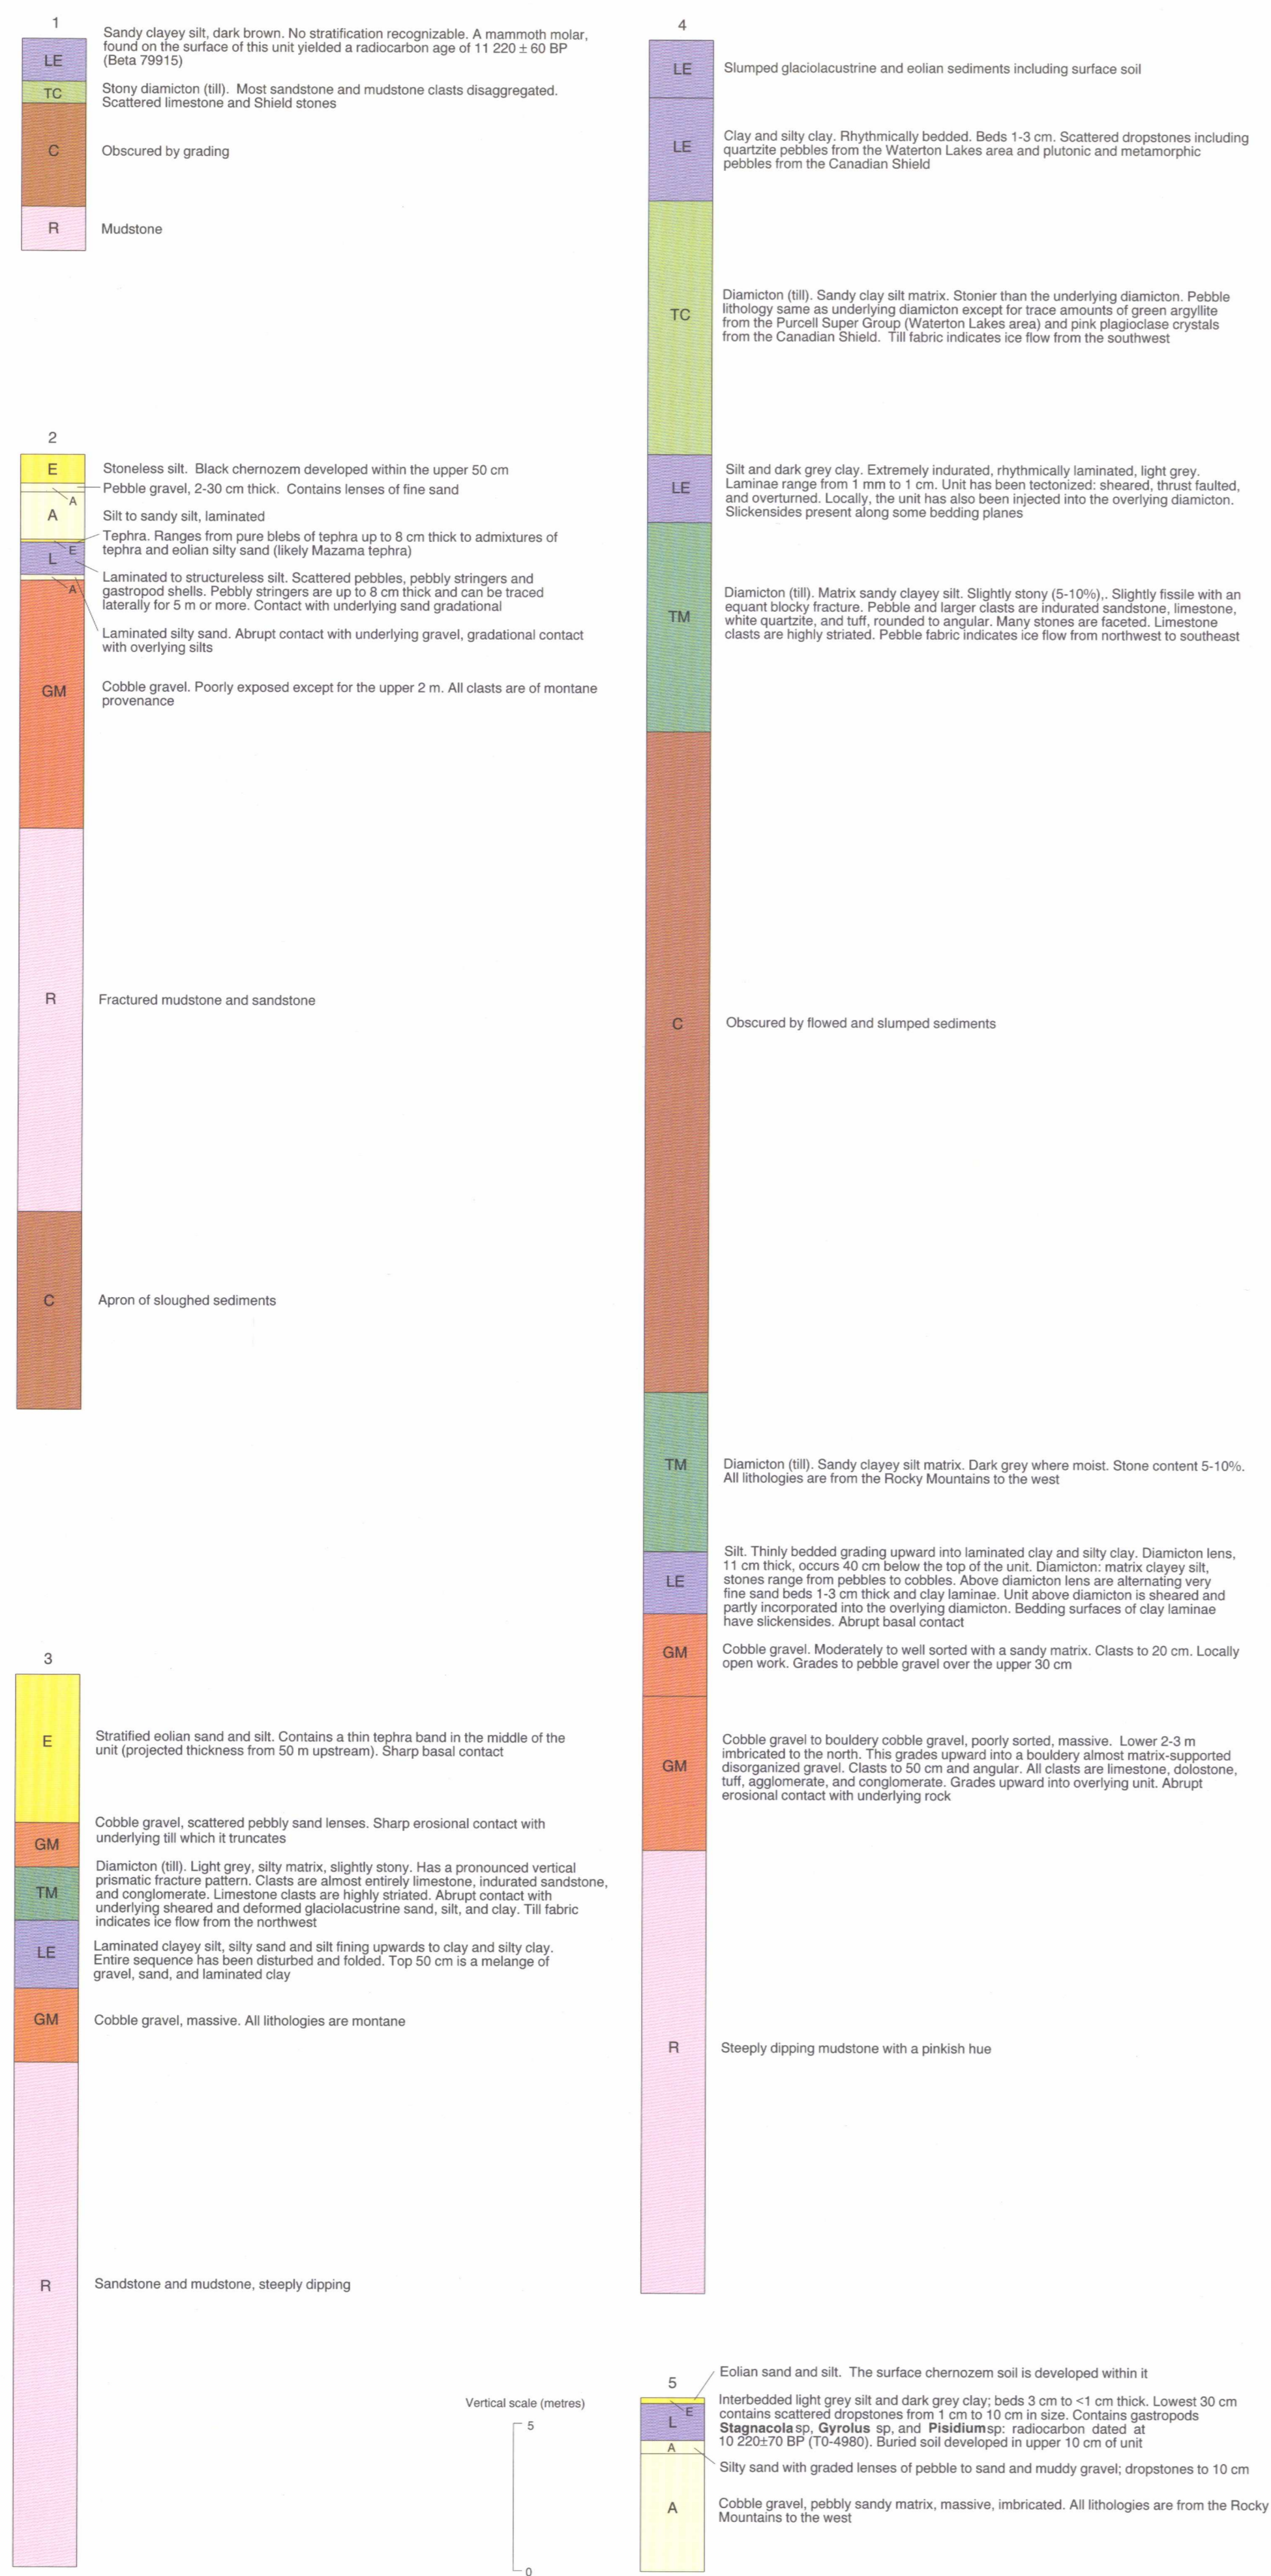 1
LE
Sandy clayey silt, dark brown. No stratification recognizable. A mammoth molar,
found on the surface of this unit yielded a radiocarbon age of 11 220 ± 60 BP
(Beta 79915)
TC
Stony diamicton (till). Most sandstone and mudstone clasts disaggregated.
Scattered limestone and Shield stones
C
Obscured by grading
R
Mudstone
2
E
Stoneless silt. Black chernozem developed within the upper 50 cm
Pebble gravel, 2-30 cm thick. Contains lenses of fine sand
A
A
Silt to sandy silt, laminated
Tephra. Ranges from pure blebs of tephra up to 8 cm thick to admixtures of
tephra and eolian silty sand (likely Mazama tephra)
E
L
Laminated to structureless silt. Scattered pebbles, pebbly stringers and
gastropod shells. Pebbly stringers are up to 8 cm thick and can be traced
laterally for 5 m or more. Contact with underlying sand gradational
A
Laminated silty sand. Abrupt contact with underlying gravel, gradational contact
with overlying silts
GM
Cobble gravel. Poorly exposed except for the upper 2 m. All clasts are of montane
provenance
R
Fractured mudstone and sandstone
C
Apron of sloughed sediments
3
E
Stratified eolian sand and silt. Contains a thin tephra band in the middle of the
unit (projected thickness from 50 m upstream). Sharp basal contact
GM
Cobble gravel, scattered pebbly sand lenses. Sharp erosional contact with
underlying till which it truncates
TM
Diamicton (till). Light grey, silty matrix, slightly stony. Has a pronounced vertical
prismatic fracture pattern. Clasts are almost entirely limestone, indurated sandstone,
and conglomerate. Limestone clasts are highly striated. Abrupt contact with
underlying sheared and deformed glaciolacustrine sand, silt, and clay. Till fabric
indicates ice flow from the northwest
LE
Laminated clayey silt, silty sand and silt fining upwards to clay and silty clay.
Entire sequence has been disturbed and folded. Top 50 cm is a melange of
gravel, sand, and laminated clay
GM
Cobble gravel, massive. All lithologies are montane
R
Sandstone and mudstone, steeply dipping
Vertical scale (metres)
5
0
4
LE
Slumped glaciolacustrine and eolian sediments including surface soil
LE
Clay and silty clay. Rhythmically bedded. Beds 1-3 cm. Scattered dropstones including
quartzite pebbles from the Waterton Lakes area and plutonic and metamorphic
pebbles from the Canadian Shield
TC
Diamicton (till). Sandy clay silt matrix. Stonier than the underlying diamicton. Pebble
lithology same as underlying diamicton except for trace amounts of green argyllite
from the Purcell Super Group (Waterton Lakes area) and pink plagioclase crystals
from the Canadian Shield. Till fabric indicates ice flow from the southwest
LE
Silt and dark grey clay. Extremely indurated, rhythmically laminated, light grey.
Laminae range from 1 mm to 1 cm. Unit has been tectonized: sheared, thrust faulted,
and overturned. Locally, the unit has also been injected into the overlying diamicton.
Slickensides present along some bedding planes
TM
Diamicton (till). Matrix sandy clayey silt. Slightly stony (5-10%),. Slightly fissile with an
equant blocky fracture. Pebble and larger clasts are indurated sandstone, limestone,
white quartzite, and tuff, rounded to angular. Many stones are faceted. Limestone
clasts are highly striated. Pebble fabric indicates ice flow from northwest to southeast
C
Obscured by flowed and slumped sediments
TM
Diamicton (till). Sandy clayey silt matrix. Dark grey where moist. Stone content 5-10%.
All lithologies are from the Rocky Mountains to the west
LE
Silt. Thinly bedded grading upward into laminated clay and silty clay. Diamicton lens,
11 cm thick, occurs 40 cm below the top of the unit. Diamicton: matrix clayey silt,
stones range from pebbles to cobbles. Above diamicton lens are alternating very
fine sand beds 1-3 cm thick and clay laminae. Unit above diamicton is sheared and
partly incorporated into the overlying diamicton. Bedding surfaces of clay laminae
have slickensides. Abrupt basal contact
GM
Cobble gravel. Moderately to well sorted with a sandy matrix. Clasts to 20 cm. Locally
open work. Grades to pebble gravel over the upper 30 cm
GM
Cobble gravel to bouldery cobble gravel, poorly sorted, massive. Lower 2-3 m
imbricated to the north. This grades upward into a bouldery almost matrix-supported
disorganized gravel. Clasts to 50 cm and angular. All clasts are limestone, dolostone,
tuff, agglomerate, and conglomerate. Grades upward into overlying unit. Abrupt
erosional contact with underlying rock
R
Steeply dipping mudstone with a pinkish hue
5
Eolian sand and silt. The surface chernozem soil is developed within it
E
L
Interbedded light grey silt and dark grey clay; beds 3 cm to <1 cm thick. Lowest 30 cm
contains scattered dropstones from 1 cm to 10 cm in size. Contains gastropods
Stagnacola sp, Gyrolus sp, and Pisidium sp: radiocarbon dated at
10 220±70 BP (T0-4980). Buried soil developed in upper 10 cm of unit
A
Silty sand with graded lenses of pebble to sand and muddy gravel; dropstones to 10 cm
A
Cobble gravel, pebbly sandy matrix, massive, imbricated. All lithologies are from the Rocky
Mountains to the west